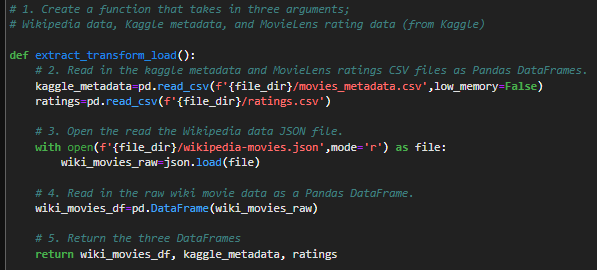 # 1. Create a function that takes in three arguments;
# Wikipedia data, Kaggle metadata, and MovieLens rating data (from Kaggle)

def extract_transform_load():
    # 2. Read in the kaggle metadata and MovieLens ratings CSV files as Pandas DataFrames.
    kaggle_metadata=pd.read_csv(f'{file_dir}/movies_metadata.csv',low_memory=False)
    ratings=pd.read_csv(f'{file_dir}/ratings.csv')

    # 3. Open the read the Wikipedia data JSON file.
    with open(f'{file_dir}/wikipedia-movies.json',mode='r') as file:
        wiki_movies_raw=json.load(file)

    # 4. Read in the raw wiki movie data as a Pandas DataFrame.
    wiki_movies_df=pd.DataFrame(wiki_movies_raw)

    # 5. Return the three DataFrames
    return wiki_movies_df, kaggle_metadata, ratings